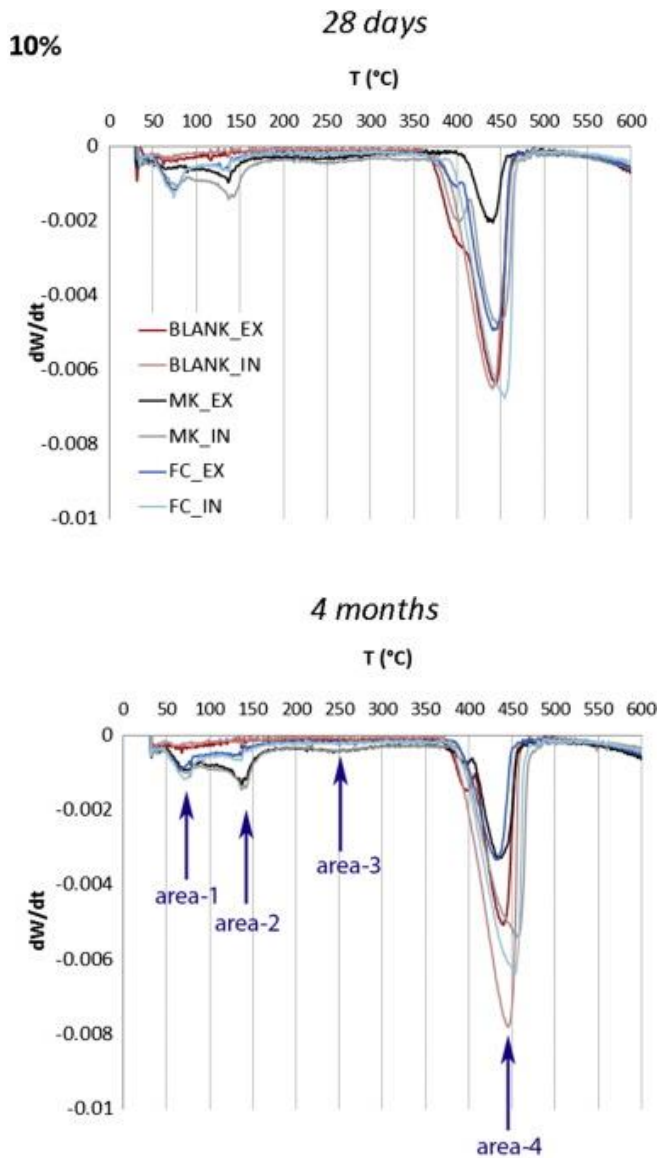 28 days
10%
T (°C)
0 50 100 150 200 250 300 350 400 450 500 550 600
0
-0.002
-0.004
-0.006
-0.008
-0.01
dW/dt
BLANK_EX
BLANK_IN
MK_EX
MK_IN
FC_EX
FC_IN
4 months
T (°C)
0 50 100 150 200 250 300 350 400 450 500 550 600
0
-0.002
-0.004
-0.006
-0.008
-0.01
dW/dt
area-1
area-2
area-3
area-4